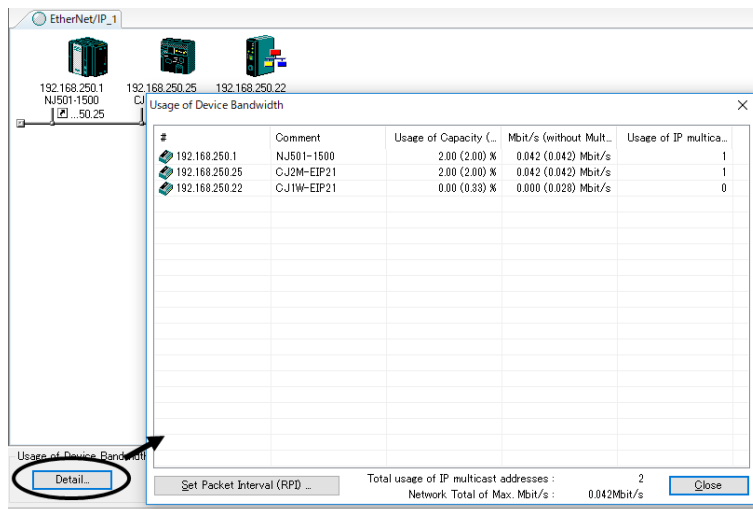 EtherNet/IP_1
192.168.250.1 192.168.250.25 192.168.250.22
NJ501-1500
...50.25
Usage of Device Bandwidth
# Comment Usage of Capacity (... Mbit/s (without Mult... Usage of IP multica...
192.168.250.1 NJ501-1500 2.00 (2.00) % 0.042 (0.042) Mbit/s 1
192.168.250.25 CJ2M-EIP21 2.00 (2.00) % 0.042 (0.042) Mbit/s 1
192.168.250.22 CJ1W-EIP21 0.00 (0.33) % 0.000 (0.028) Mbit/s 0
Usage of Device Bandwidth
Detail...
Set Packet Interval (RPI) ...
Total usage of IP multicast addresses : 2
Network Total of Max. Mbit/s : 0.042Mbit/s
Close